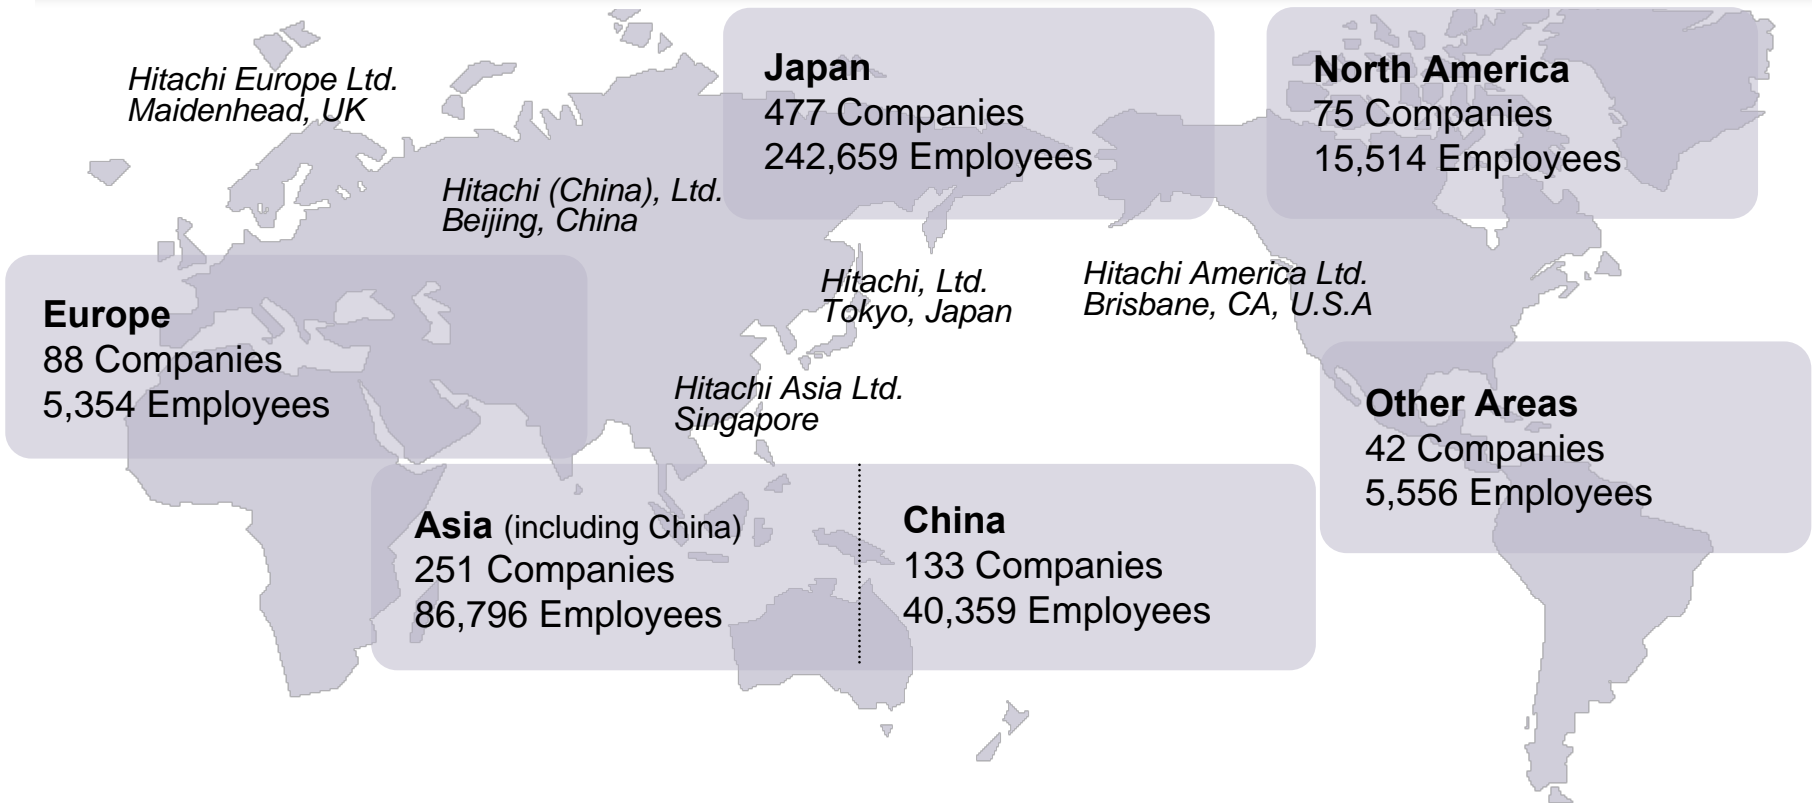 Hitachi Europe Ltd.
Maidenhead, UK
Japan
477 Companies
242,659 Employees
North America
75 Companies
15,514 Employees
Hitachi (China), Ltd.
Beijing, China
Hitachi, Ltd.
Tokyo, Japan
Hitachi America Ltd.
Brisbane, CA, U.S.A
Europe
88 Companies
5,354 Employees
Hitachi Asia Ltd.
Singapore
Other Areas
42 Companies
5,556 Employees
Asia (including China)
251 Companies
86,796 Employees
China
133 Companies
40,359 Employees